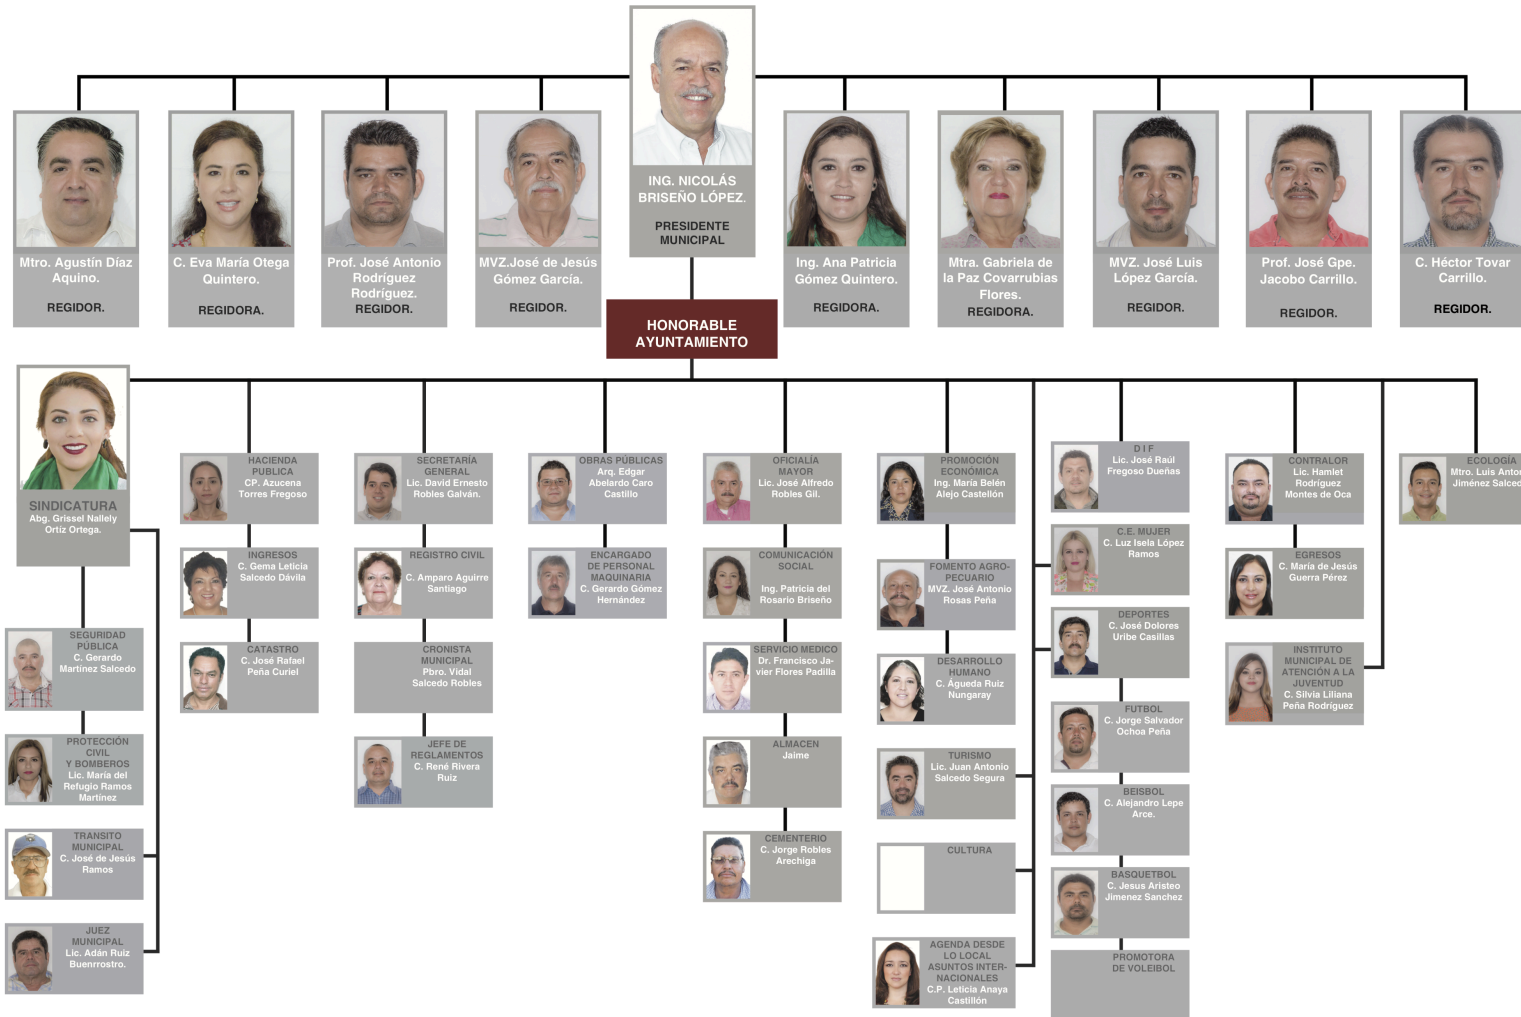 ING. NICOLÁS
BRISEÑO LÓPEZ.
PRESIDENTE
MUNICIPAL
Mtro. Agustín Díaz
Aquino.
REGIDOR.
C. Eva María Otega
Quintero.
REGIDORA.
Prof. José Antonio
Rodríguez
Rodríguez.
REGIDOR.
MVZ.José de Jesús
Gómez García.
REGIDOR.
Ing. Ana Patricia
Gómez Quintero.
REGIDORA.
Mtra. Gabriela de
la Paz Covarrubias
Flores.
REGIDORA.
MVZ. José Luis
López García.
REGIDOR.
Prof. José Gpe.
Jacobo Carrillo.
REGIDOR.
C. Héctor Tovar
Carrillo.
REGIDOR.
HONORABLE
AYUNTAMIENTO
SINDICATURA
Abg. Grissel Nallely
Ortíz Ortega.
SEGURIDAD
PÚBLICA
C. Gerardo
Martínez Salcedo
PROTECCIÓN
CIVIL
Y BOMBEROS
Lic. María del
Refugio Ramos
Martínez
TRANSITO
MUNICIPAL
C. José de Jesús
Ramos
JUEZ
MUNICIPAL
Lic. Adán Ruiz
Buenrrostro.
HACIENDA
PUBLICA
CP. Azucena
Torres Fregoso
INGRESOS
C. Gema Leticia
Salcedo Dávila
CATASTRO
C. José Rafael
Peña Curiel
SECRETARÍA
GENERAL
Lic. David Ernesto
Robles Galván.
REGISTRO CIVIL
C. Amparo Aguirre
Santiago
CRONISTA
MUNICIPAL
Pbro. Vidal
Salcedo Robles
JEFE DE
REGLAMENTOS
C. René Rivera
Ruiz
OBRAS PÚBLICAS
Arq. Edgar
Abelardo Caro
Castillo
ENCARGADO
DE PERSONAL
MAQUINARIA
C. Gerardo Gómez
Hernández
OFICIALÍA
MAYOR
Lic. José Alfredo
Robles Gil.
COMUNICACIÓN
SOCIAL
Ing. Patricia del
Rosario Briseño
SERVICIO MEDICO
Dr. Francisco Ja-
vier Flores Padilla
ALMACEN
Jaime
CEMENTERIO
C. Jorge Robles
Arechiga
PROMOCIÓN
ECONÓMICA
Ing. María Belén
Alejo Castellón
FOMENTO AGRO-
PECUARIO
MVZ. José Antonio
Rosas Peña
DESARROLLO
HUMANO
C. Águeda Ruiz
Nungaray
TURISMO
Lic. Juan Antonio
Salcedo Segura
CULTURA
AGENDA DESDE
LO LOCAL
ASUNTOS INTER-
NACIONALES
C.P. Leticia Anaya
Castillón
D I F
Lic. José Raúl
Fregoso Dueñas
C.E. MUJER
C. Luz Isela López
Ramos
DEPORTES
C. José Dolores
Uribe Casillas
FUTBOL
C. Jorge Salvador
Ochoa Peña
BEISBOL
C. Alejandro Lepe
Arce.
BASQUETBOL
C. Jesus Aristeo
Jimenez Sanchez
PROMOTORA
DE VOLEIBOL
CONTRALOR
Lic. Hamlet
Rodríguez
Montes de Oca
EGRESOS
C. María de Jesús
Guerra Pérez
INSTITUTO
MUNICIPAL DE
ATENCIÓN A LA
JUVENTUD
C. Silvia Liliana
Peña Rodríguez
ECOLOGÍA
Mtro. Luis Anto
Jiménez Salced